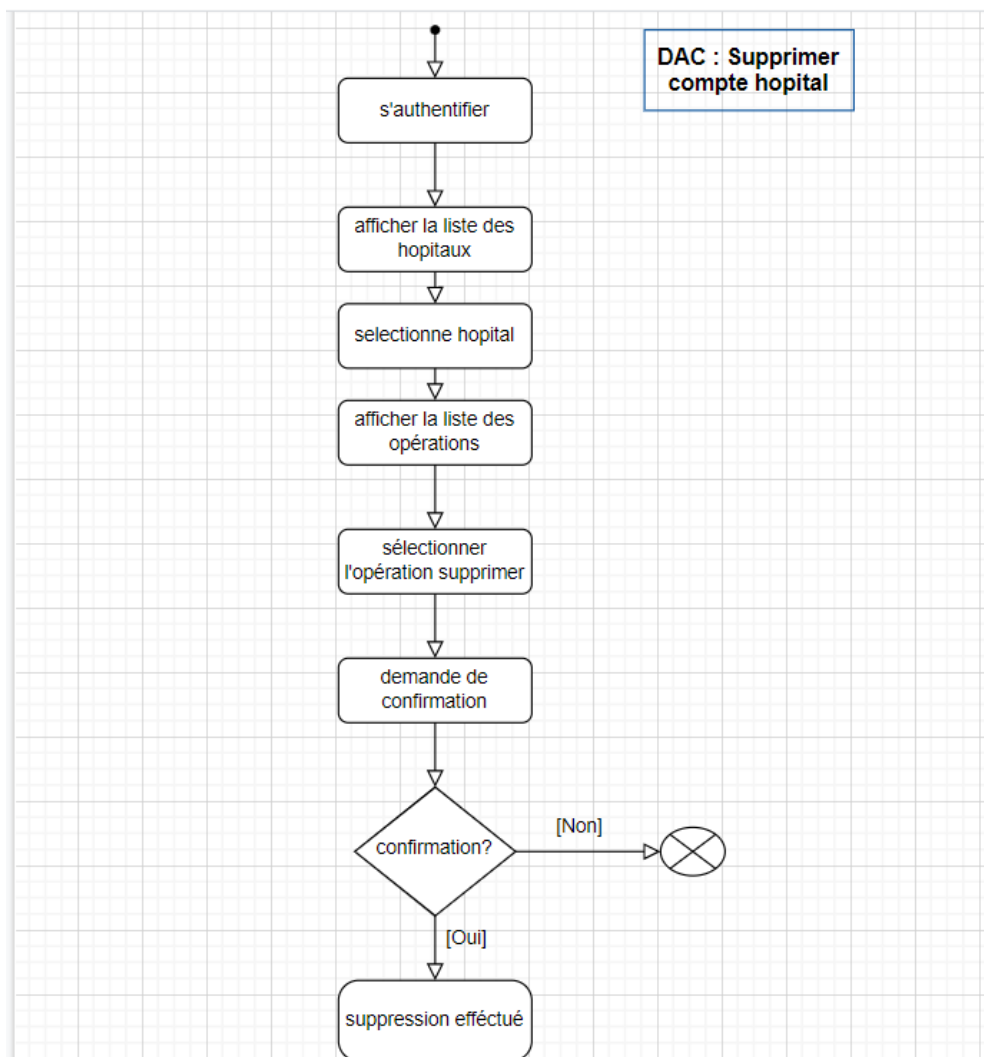 DAC : Supprimer
compte hopital
s'authentifier
afficher la liste des
hopitaux
selectionne hopital
afficher la liste des
opérations
sélectionner
l'opération supprimer
demande de
confirmation
confirmation?
[Non]
[Oui]
suppression efféctué